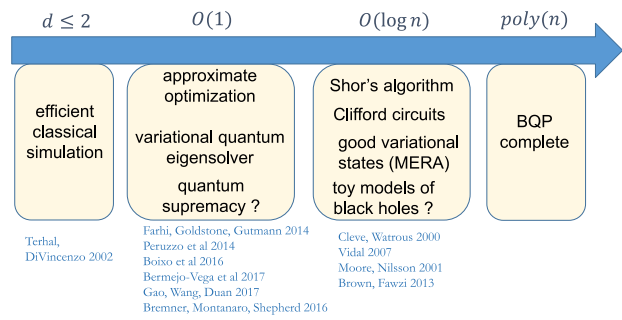 d ≤ 2
O(1)
O(log n)
poly(n)
efficient
classical
simulation
approximate
optimization
variational quantum
eigensolver
quantum
supremacy ?
Shor's algorithm
Clifford circuits
good variational
states (MERA)
toy models of
black holes ?
BQP
complete
Terhal,
DiVincenzo 2002
Farhi, Goldstone, Gutmann 2014
Peruzzo et al 2014
Boixo et al 2016
Bermejo-Vega et al 2017
Gao, Wang, Duan 2017
Bremner, Montanaro, Shepherd 2016
Cleve, Watrous 2000
Vidal 2007
Moore, Nilsson 2001
Brown, Fawzi 2013